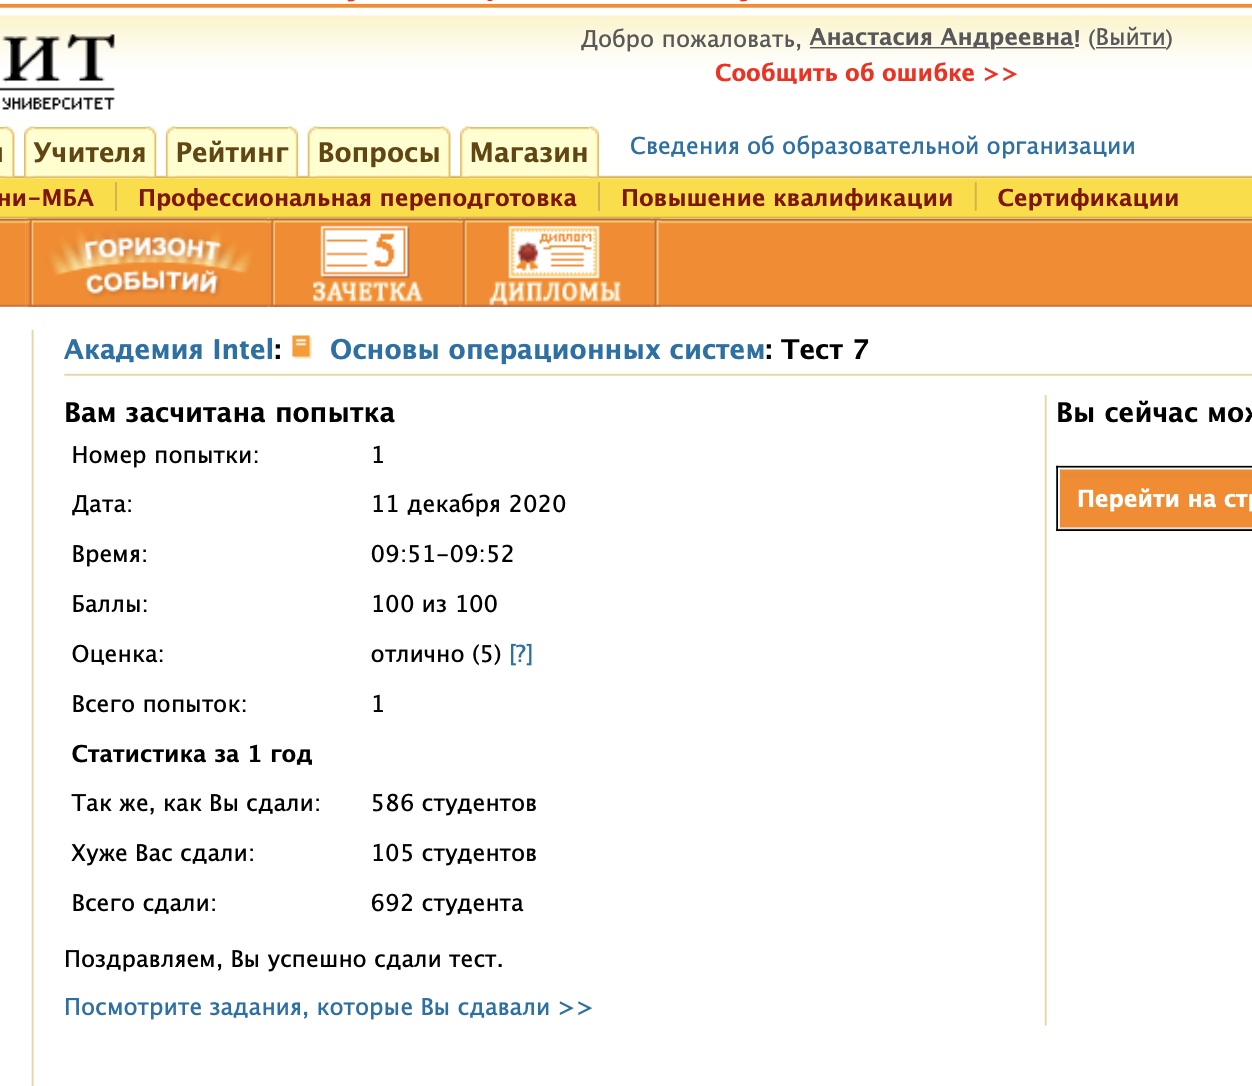 Добро пожаловать, Анастасия Андреевна! (Выйти)
Сообщить об ошибке >>
ИТ
УНИВЕРСИТЕТ
Учителя Рейтинг Вопросы Магазин Сведения об образовательной организации
ни-МБА Профессиональная переподготовка Повышение квалификации Сертификации
ГОРИЗОНТ СОБЫТИЙ
5
ЗАЧЕТКА
ДИПЛОМ
ДИПЛОМЫ
Академия Intel: Основы операционных систем: Тест 7
Вам засчитана попытка
Номер попытки: 1
Дата: 11 декабря 2020
Время: 09:51-09:52
Баллы: 100 из 100
Оценка: отлично (5) [?]
Всего попыток: 1
Статистика за 1 год
Так же, как Вы сдали: 586 студентов
Хуже Вас сдали: 105 студентов
Всего сдали: 692 студента
Поздравляем, Вы успешно сдали тест.
Посмотрите задания, которые Вы сдавали >>
Вы сейчас мож
Перейти на стр